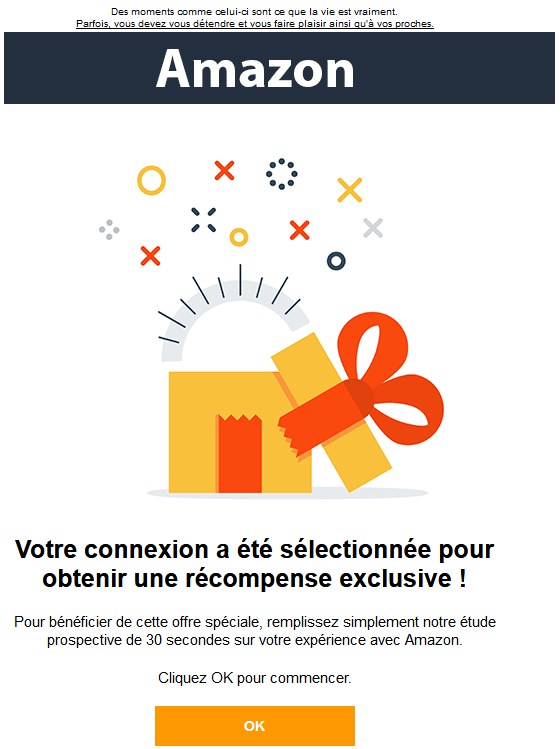 Des moments comme celui-ci sont ce que la vie est vraiment.
Parfois, vous devez vous détendre et vous faire plaisir ainsi qu'à vos proches.
Amazon
Votre connexion a été sélectionnée pour
obtenir une récompense exclusive !
Pour bénéficier de cette offre spéciale, remplissez simplement notre étude
prospective de 30 secondes sur votre expérience avec Amazon.
Cliquez OK pour commencer.
OK